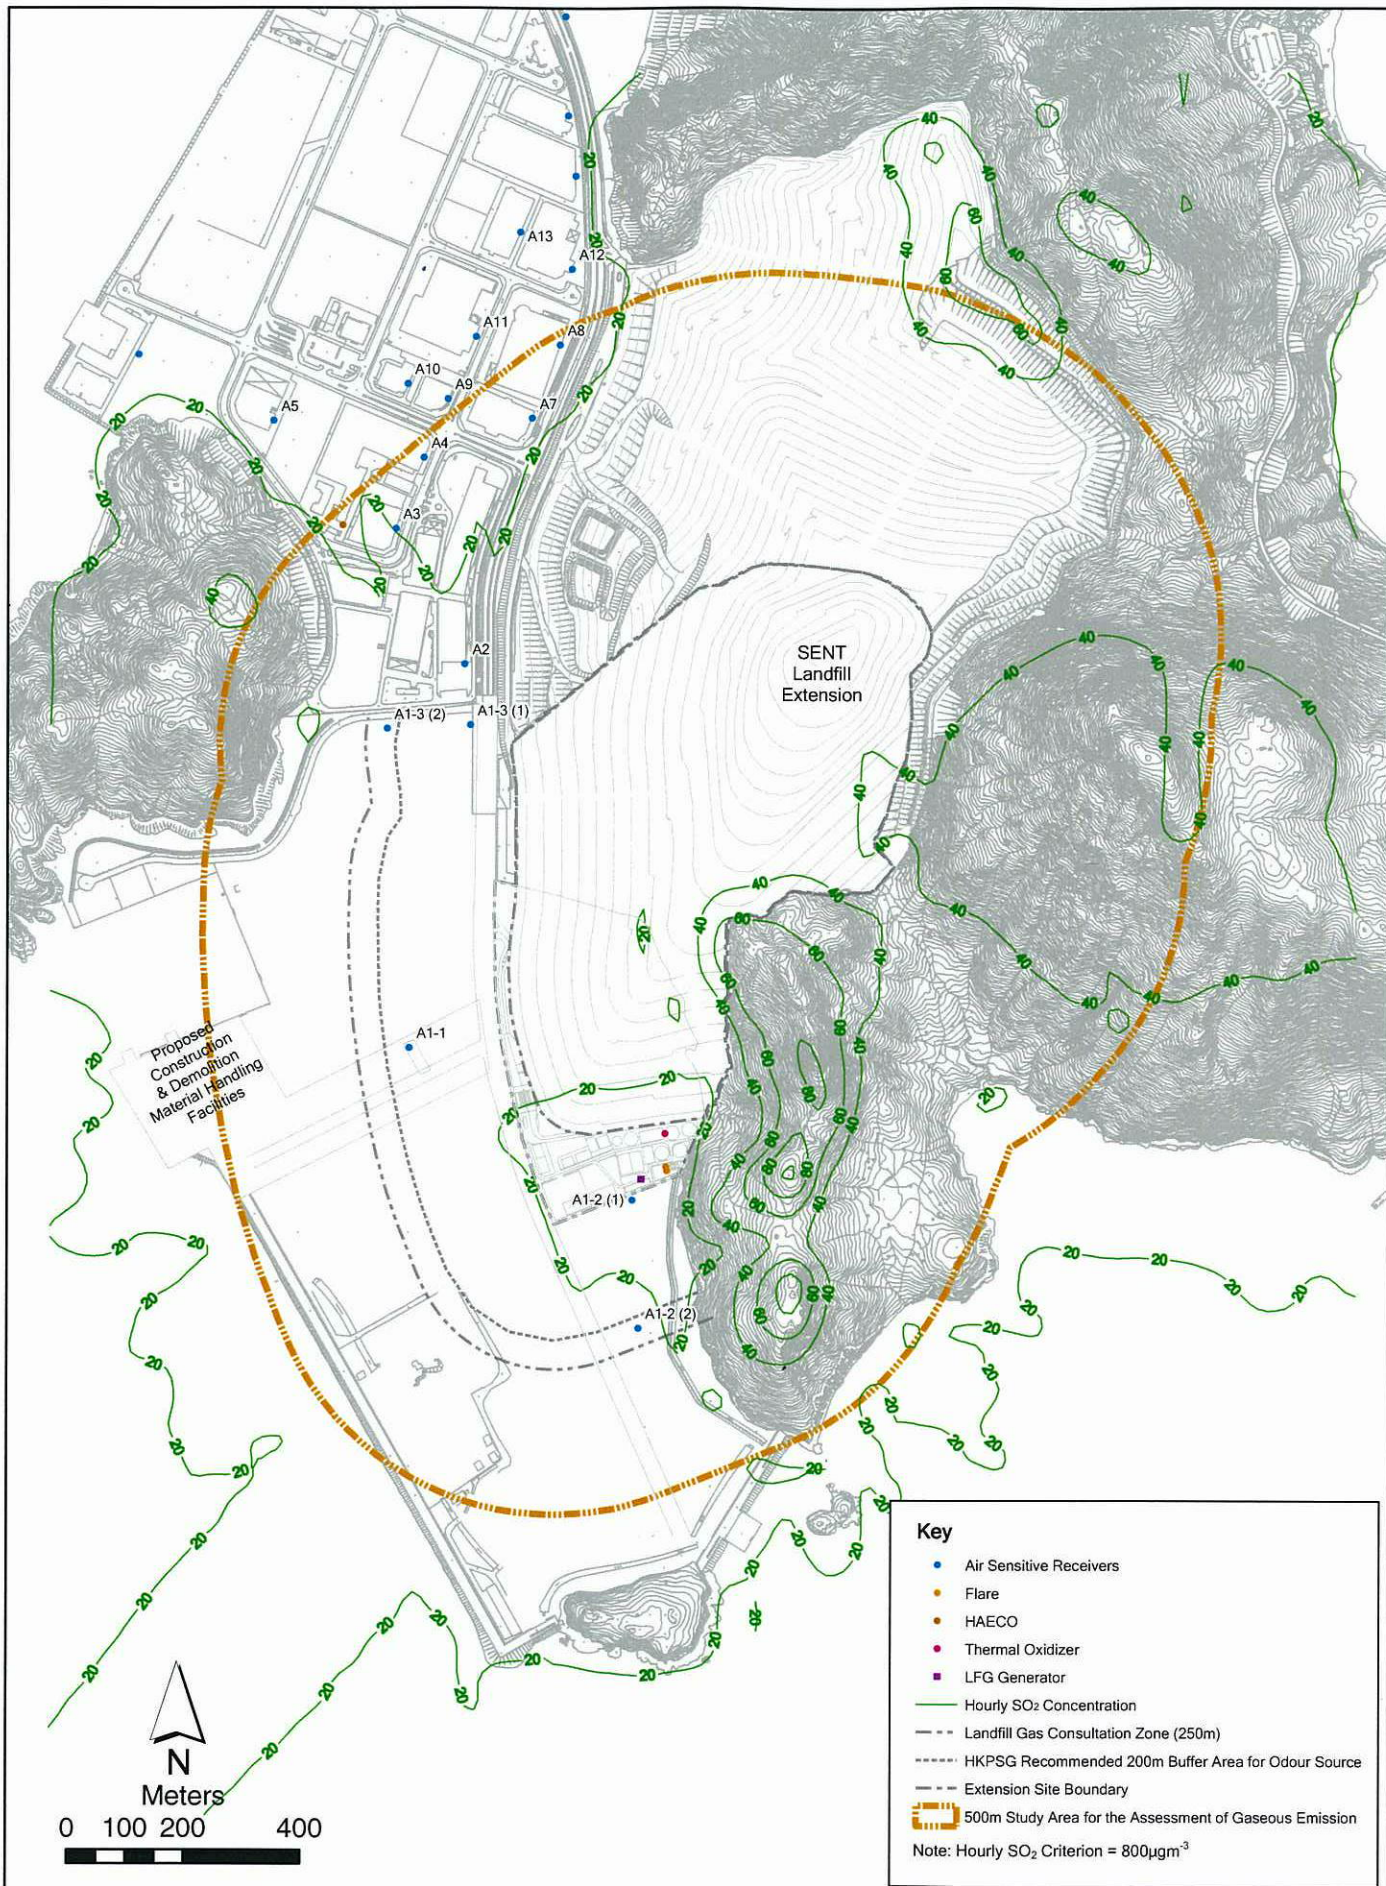 A13
A12
A11
A8
A10
A9
A7
A5
A4
A3
A2
SENT
Landfill
Extension
A1-3 (2)
A1-3 (1)
A1-1
Proposed
Construction
& Demolition
Material Handling
Facilities
A1-2 (1)
A1-2 (2)
20
40
60
80
Key
Air Sensitive Receivers
Flare
HAECO
Thermal Oxidizer
LFG Generator
Hourly SO2 Concentration
Landfill Gas Consultation Zone (250m)
HKPSG Recommended 200m Buffer Area for Odour Source
Extension Site Boundary
500m Study Area for the Assessment of Gaseous Emission
Note: Hourly SO2 Criterion = 800µgm-3
N
Meters
0 100 200 400